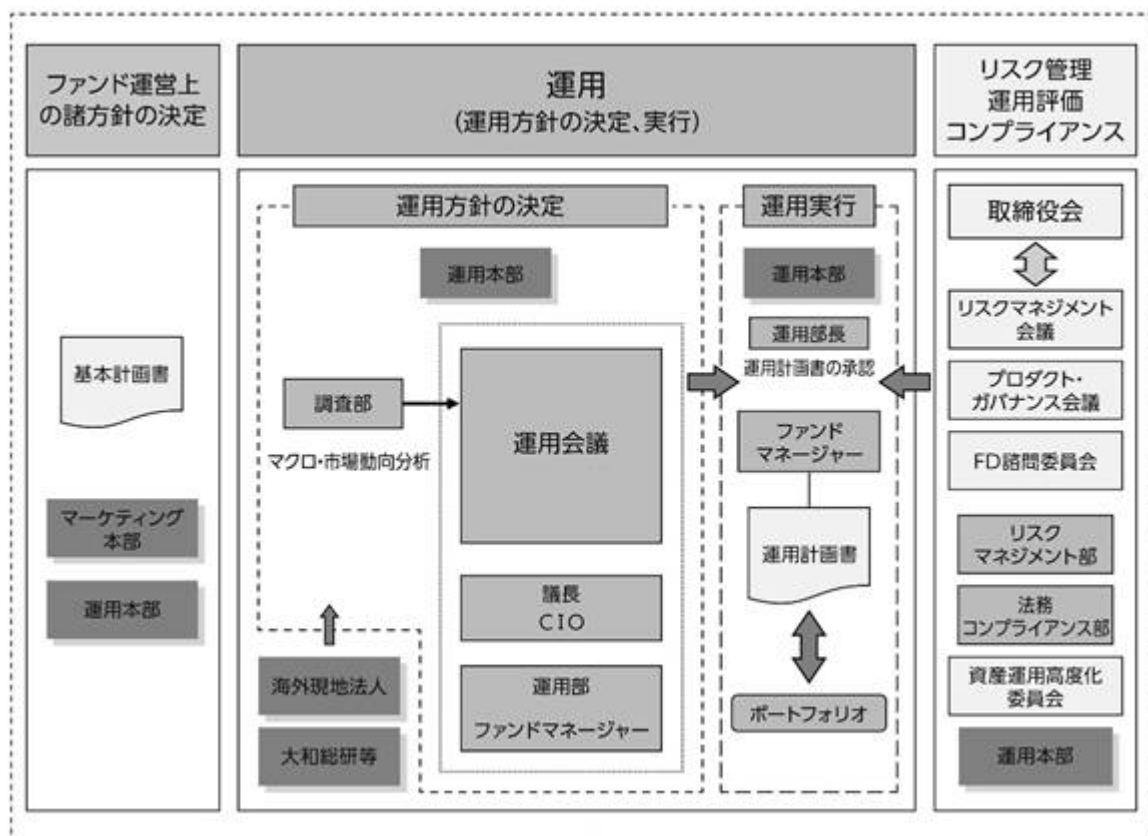 ファンド運営上
の諸方針の決定
運用
(運用方針の決定、実行)
リスク管理
運用評価
コンプライアンス
基本計画書
マーケティング
本部
運用本部
運用方針の決定
運用本部
調査部
マクロ・市場動向分析
運用会議
議長
CIO
運用部
ファンドマネージャー
海外現地法人
大和総研等
運用実行
運用本部
運用部長
運用計画書の承認
ファンド
マネージャー
運用計画書
ポートフォリオ
取締役会
リスクマネジメント
会議
プロダクト・
ガバナンス会議
FD諮問委員会
リスク
マネジメント部
法務
コンプライアンス部
資産運用高度化
委員会
運用本部